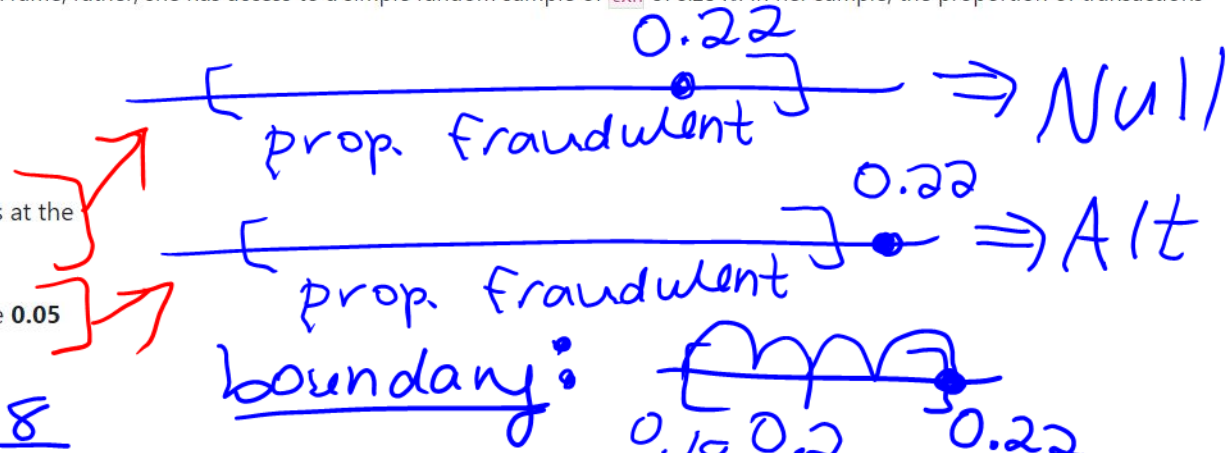 0.22
prop. fraudulent
⇒ Null
s at the
0.22
prop. fraudulent
⇒ Alt
0.05
boundary:
8
0.2
0.22